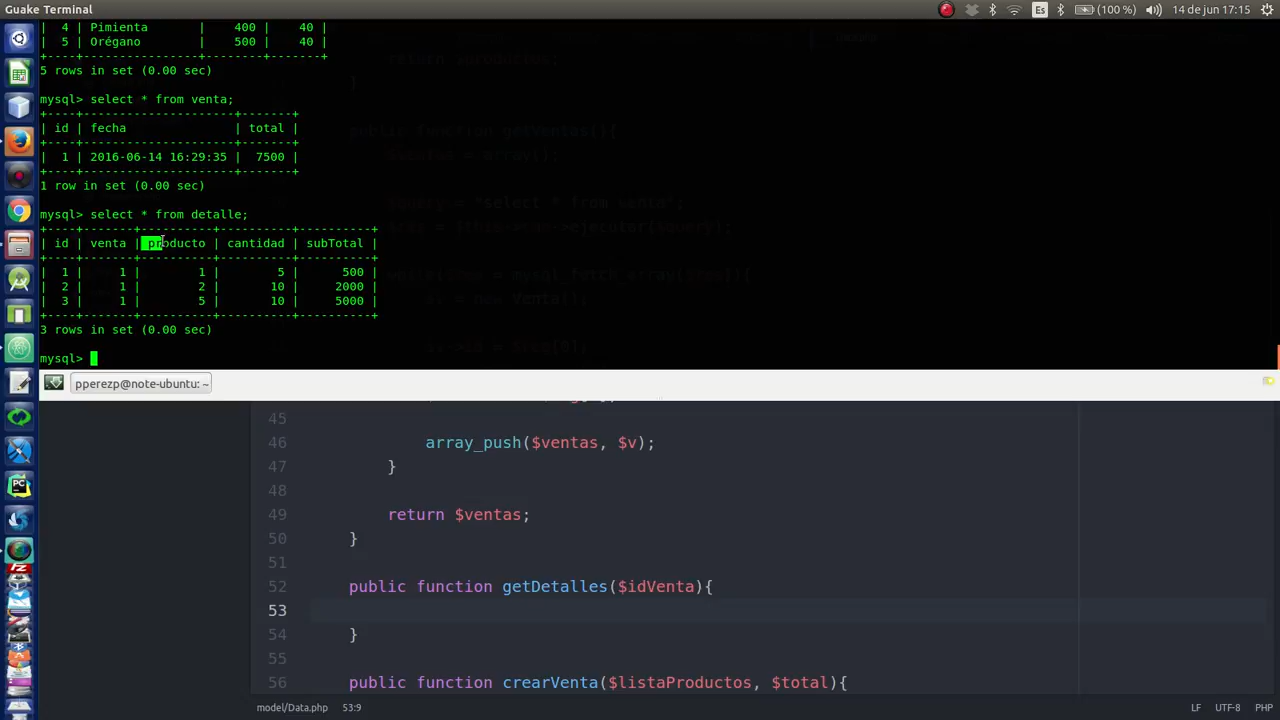 Guake Terminal
Es
(100 %)
14 de jun 17:15
| 4 | Pimienta | 400 | 40 |
| 5 | Orégano | 500 | 40 |
+----+----------------+--------+-------+
5 rows in set (0.00 sec)
mysql> select * from venta;
+----+---------------------+-------+
| id | fecha | total |
+----+---------------------+-------+
| 1 | 2016-06-14 16:29:35 | 7500 |
+----+---------------------+-------+
1 row in set (0.00 sec)
mysql> select * from detalle;
+----+-------+----------+----------+----------+
| id | venta | producto | cantidad | subTotal |
+----+-------+----------+----------+----------+
| 1 | 1 | 1 | 5 | 500 |
| 2 | 1 | 2 | 10 | 2000 |
| 3 | 1 | 5 | 10 | 5000 |
+----+-------+----------+----------+----------+
3 rows in set (0.00 sec)
mysql>
pperezp@note-ubuntu: ~
45
46 array_push($ventas, $v);
47 }
48
49 return $ventas;
50 }
51
52 public function getDetalles($idVenta){
53
54 }
55
56 public function crearVenta($listaProductos, $total){
model/Data.php 53:9 LF UTF-8 PHP